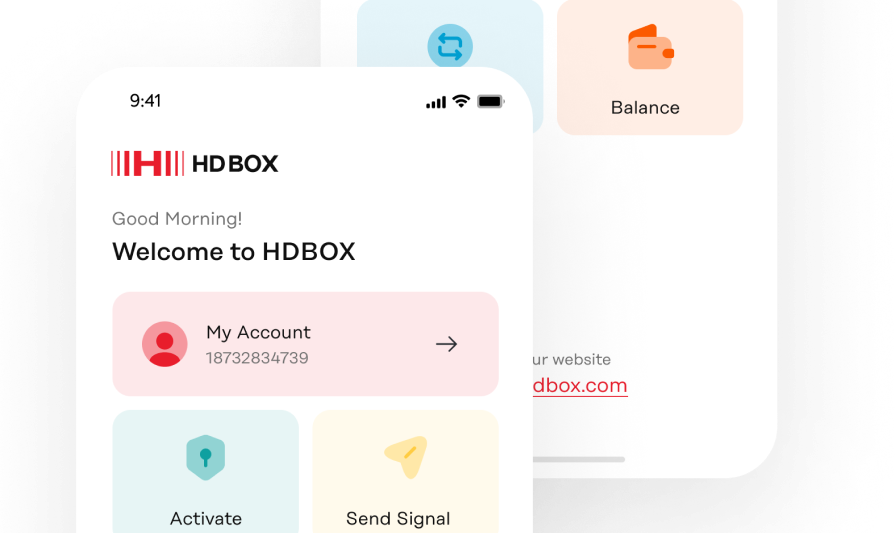 9:41
HD BOX
Good Morning!
Welcome to HDBOX
My Account
18732834739
Activate
Send Signal
Balance
website
dbox.com